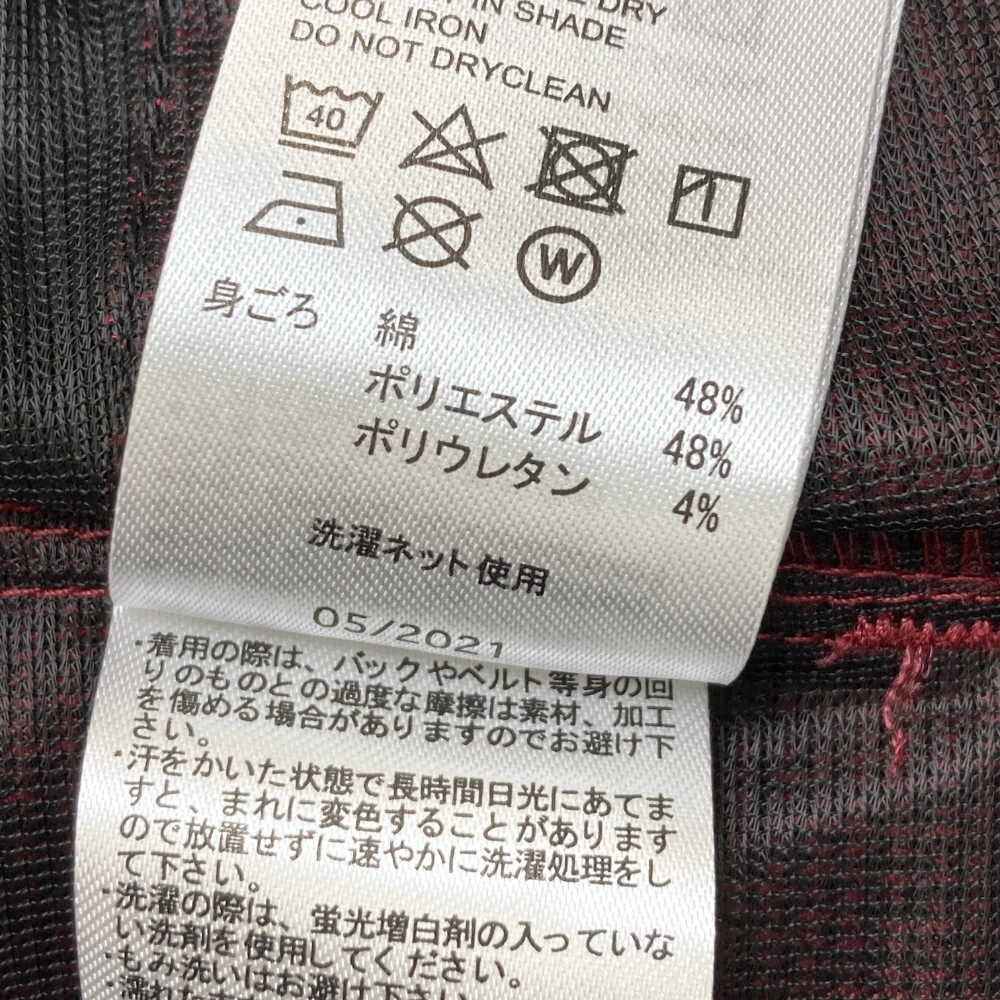 DRY
IN SHADE
COOL IRON
DO NOT DRYCLEAN
40
W
身ごろ 綿 48%
ポリエステル 48%
ポリウレタン 4%
洗濯ネット使用
05/2021
・着用の際は、バックやベルト等身の回
りのものとの過度な摩擦は素材、加工
を傷める場合がありますのでお避け下
さい。
・汗をかいた状態で長時間日光にあてま
すと、まれに変色することがあります
ので放置せずに速やかに洗濯処理をし
て下さい。
・洗濯の際は、蛍光増白剤の入っていな
い洗剤を使用してください。
・もみ洗いはお避け下さい。